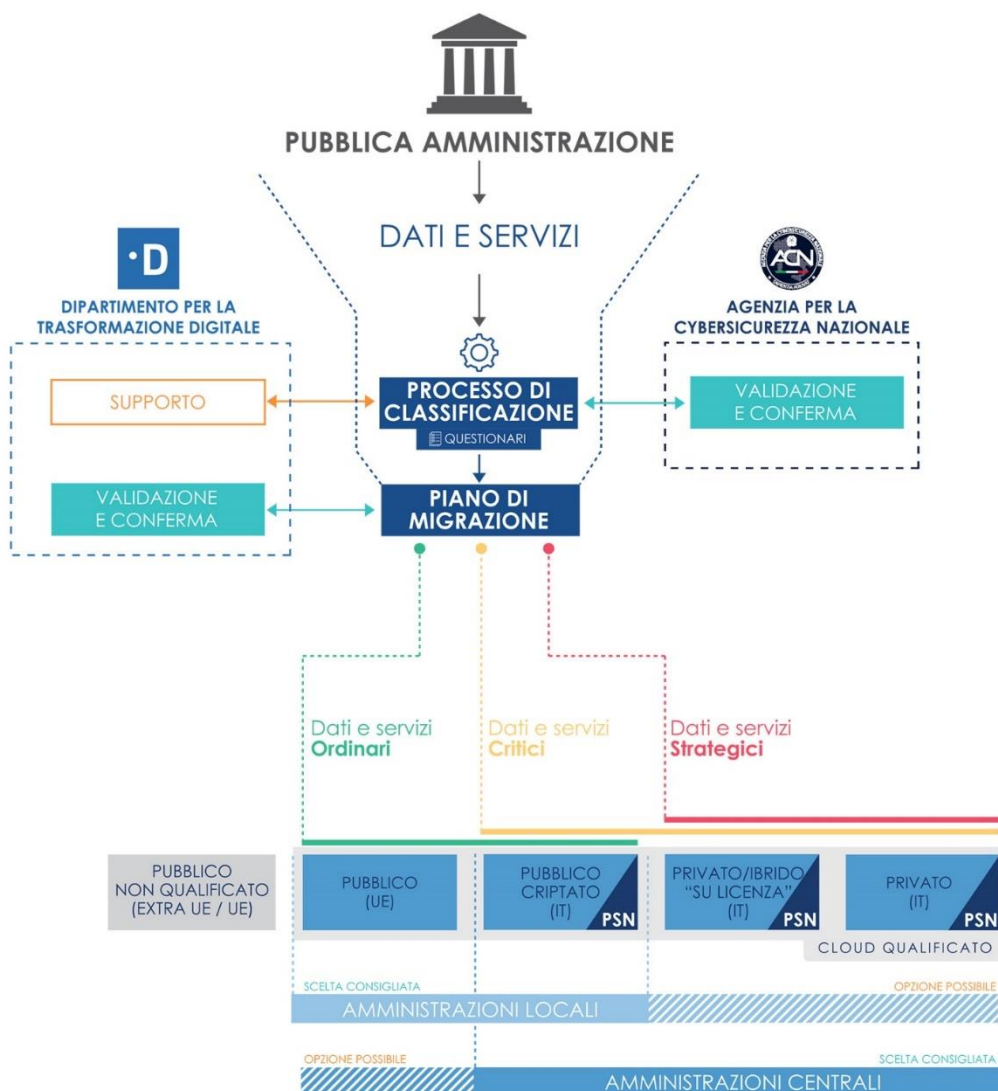 PUBBLICA AMMINISTRAZIONE
DATI E SERVIZI
·D
DIPARTIMENTO PER LA
TRASFORMAZIONE DIGITALE
ACN
AGENZIA PER LA
CYBERSICUREZZA NAZIONALE
SUPPORTO
PROCESSO DI
CLASSIFICAZIONE
QUESTIONARI
VALIDAZIONE
E CONFERMA
VALIDAZIONE
E CONFERMA
PIANO DI
MIGRAZIONE
Dati e servizi
Ordinari
Dati e servizi
Critici
Dati e servizi
Strategici
PUBBLICO
NON QUALIFICATO
(EXTRA UE / UE)
PUBBLICO
(UE)
PUBBLICO
CRIPTATO
(IT)
PSN
PRIVATO/IBRIDO
“SU LICENZA”
(IT)
PSN
PRIVATO
(IT)
PSN
CLOUD QUALIFICATO
SCELTA CONSIGLIATA
OPZIONE POSSIBILE
AMMINISTRAZIONI LOCALI
OPZIONE POSSIBILE
SCELTA CONSIGLIATA
AMMINISTRAZIONI CENTRALI